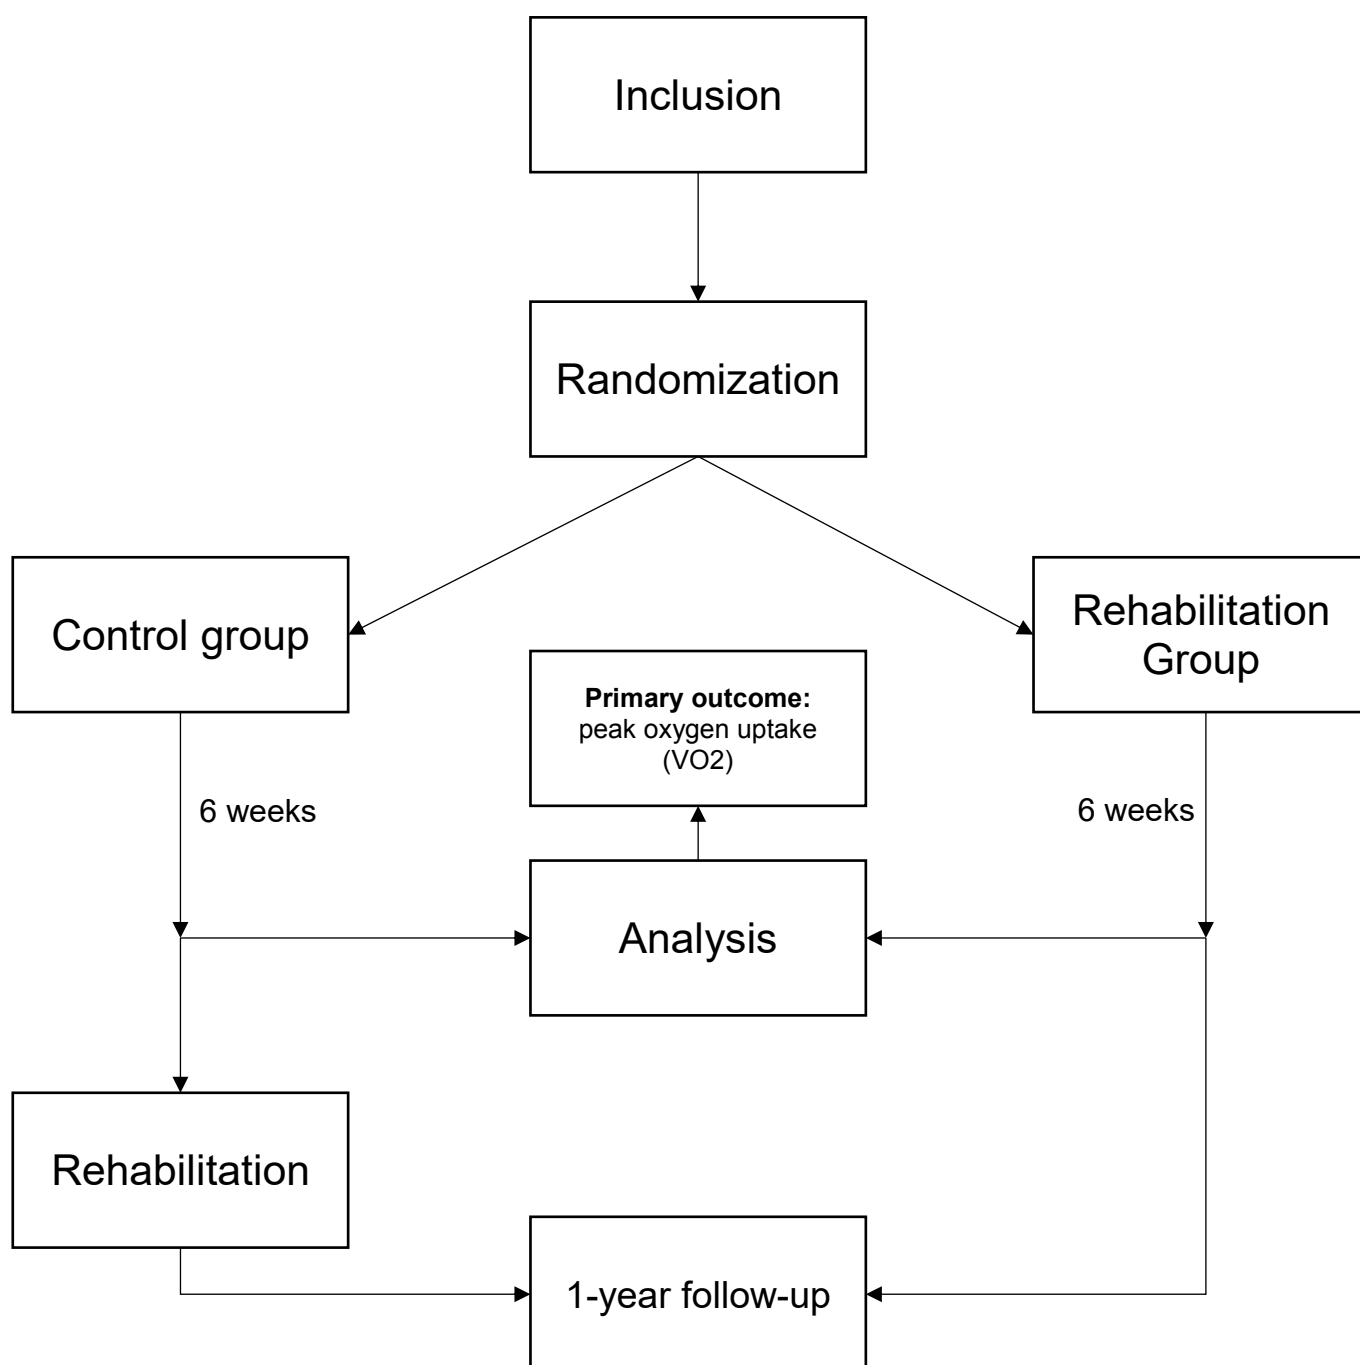 Inclusion
Randomization
Control group
Rehabilitation
Group
Primary outcome:
peak oxygen uptake
(VO2)
6 weeks
6 weeks
Analysis
Rehabilitation
1-year follow-up